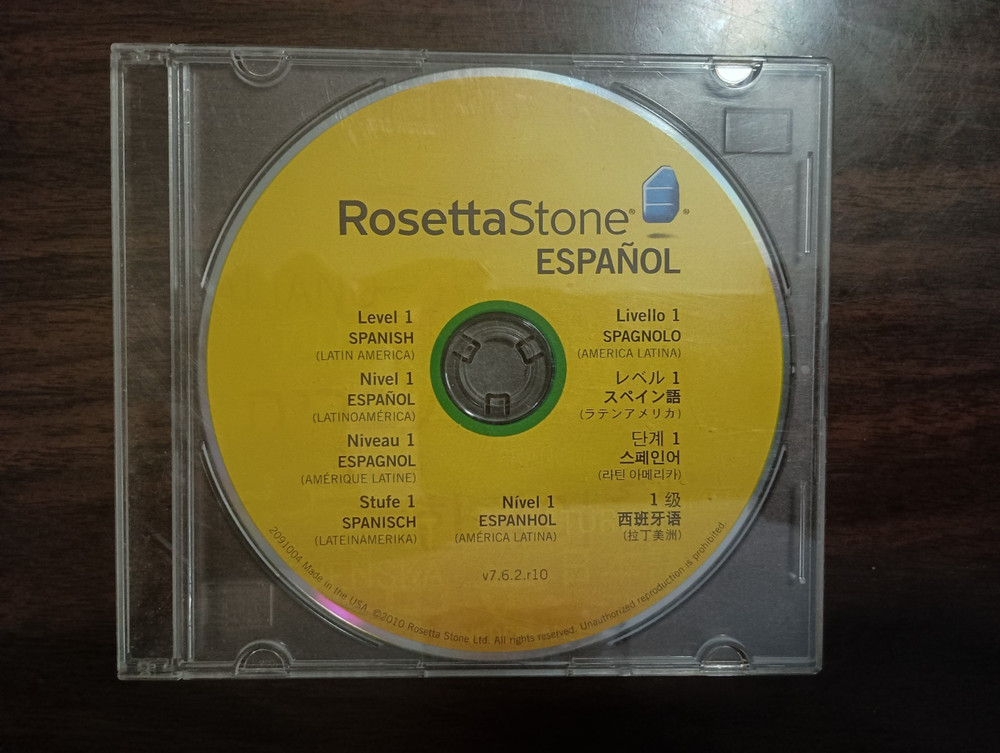 RosettaStone®
®
ESPAÑOL
Level 1
SPANISH
(LATIN AMERICA)
Nivel 1
ESPAÑOL
(LATINOAMÉRICA)
Niveau 1
ESPAGNOL
(AMÉRIQUE LATINE)
Stufe 1
SPANISCH
(LATEINAMERIKA)
Nível 1
ESPANHOL
(AMÉRICA LATINA)
Livello 1
SPAGNOLO
(AMERICA LATINA)
レベル 1
スペイン語
(ラテンアメリカ)
단계 1
스페인어
(라틴 아메리카)
1 级
西班牙语
(拉丁美洲)
v7.6.2.r10
2091004 Made in the USA. ©2010 Rosetta Stone Ltd. All rights reserved. Unauthorized reproduction is prohibited.